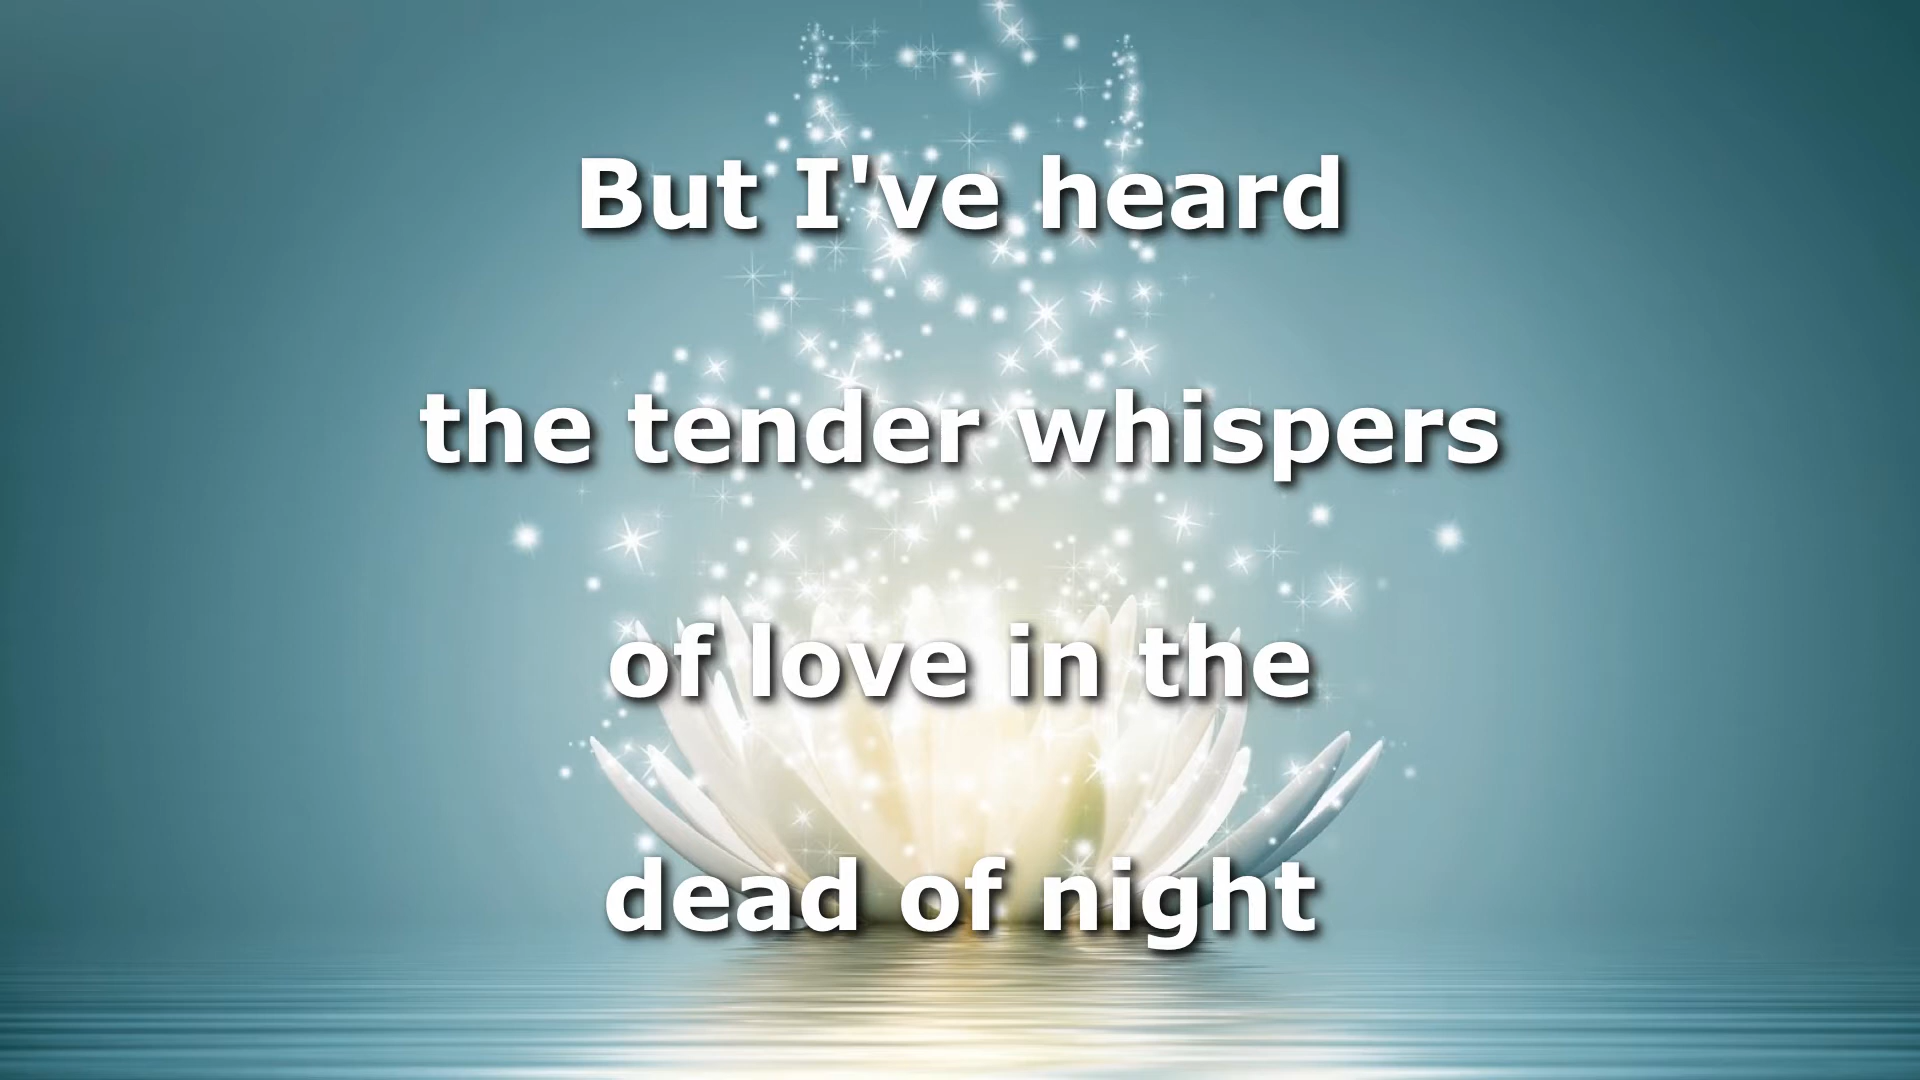 But I've heard
the tender whispers
of love in the
dead of night